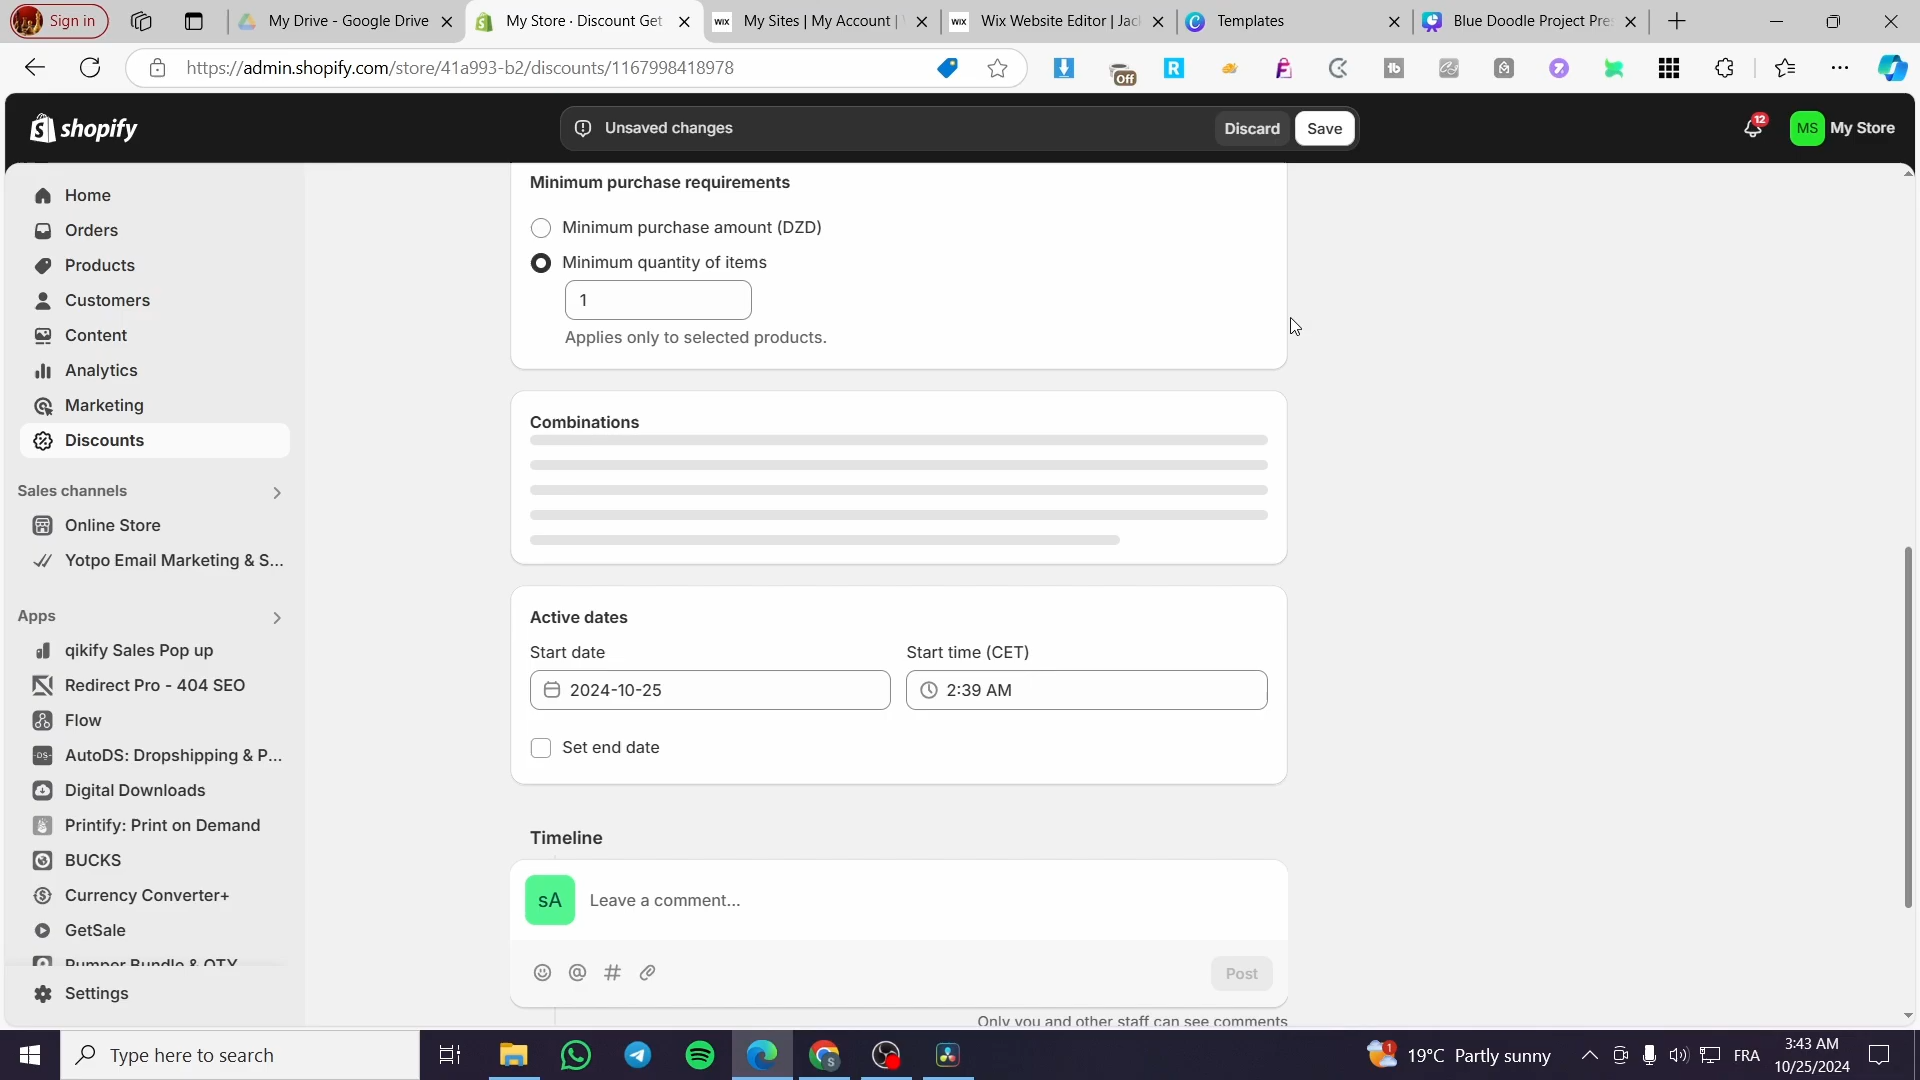 Sign in
My Drive - Google Drive
My Store · Discount Get
WiX My Sites | My Account |
WiX Wix Website Editor | Jac
Templates
Blue Doodle Project Pres
https://admin.shopify.com/store/41a993-b2/discounts/1167998418978
Off
shopify
Unsaved changes
Discard
Save
12
MS My Store
Home
Orders
Products
Customers
Content
Analytics
Marketing
Discounts
Sales channels
Online Store
Yotpo Email Marketing & S...
Apps
qikify Sales Pop up
Redirect Pro - 404 SEO
Flow
AutoDS: Dropshipping & P...
Digital Downloads
Printify: Print on Demand
BUCKS
Currency Converter+
GetSale
Bumper Bundle & QTY
Settings
Minimum purchase requirements
Minimum purchase amount (DZD)
Minimum quantity of items
1
Applies only to selected products.
Combinations
Active dates
Start date
Start time (CET)
2024-10-25
2:39 AM
Set end date
Timeline
sA Leave a comment...
Post
Only you and other staff can see comments
Type here to search
19°C Partly sunny
FRA
3:43 AM
10/25/2024